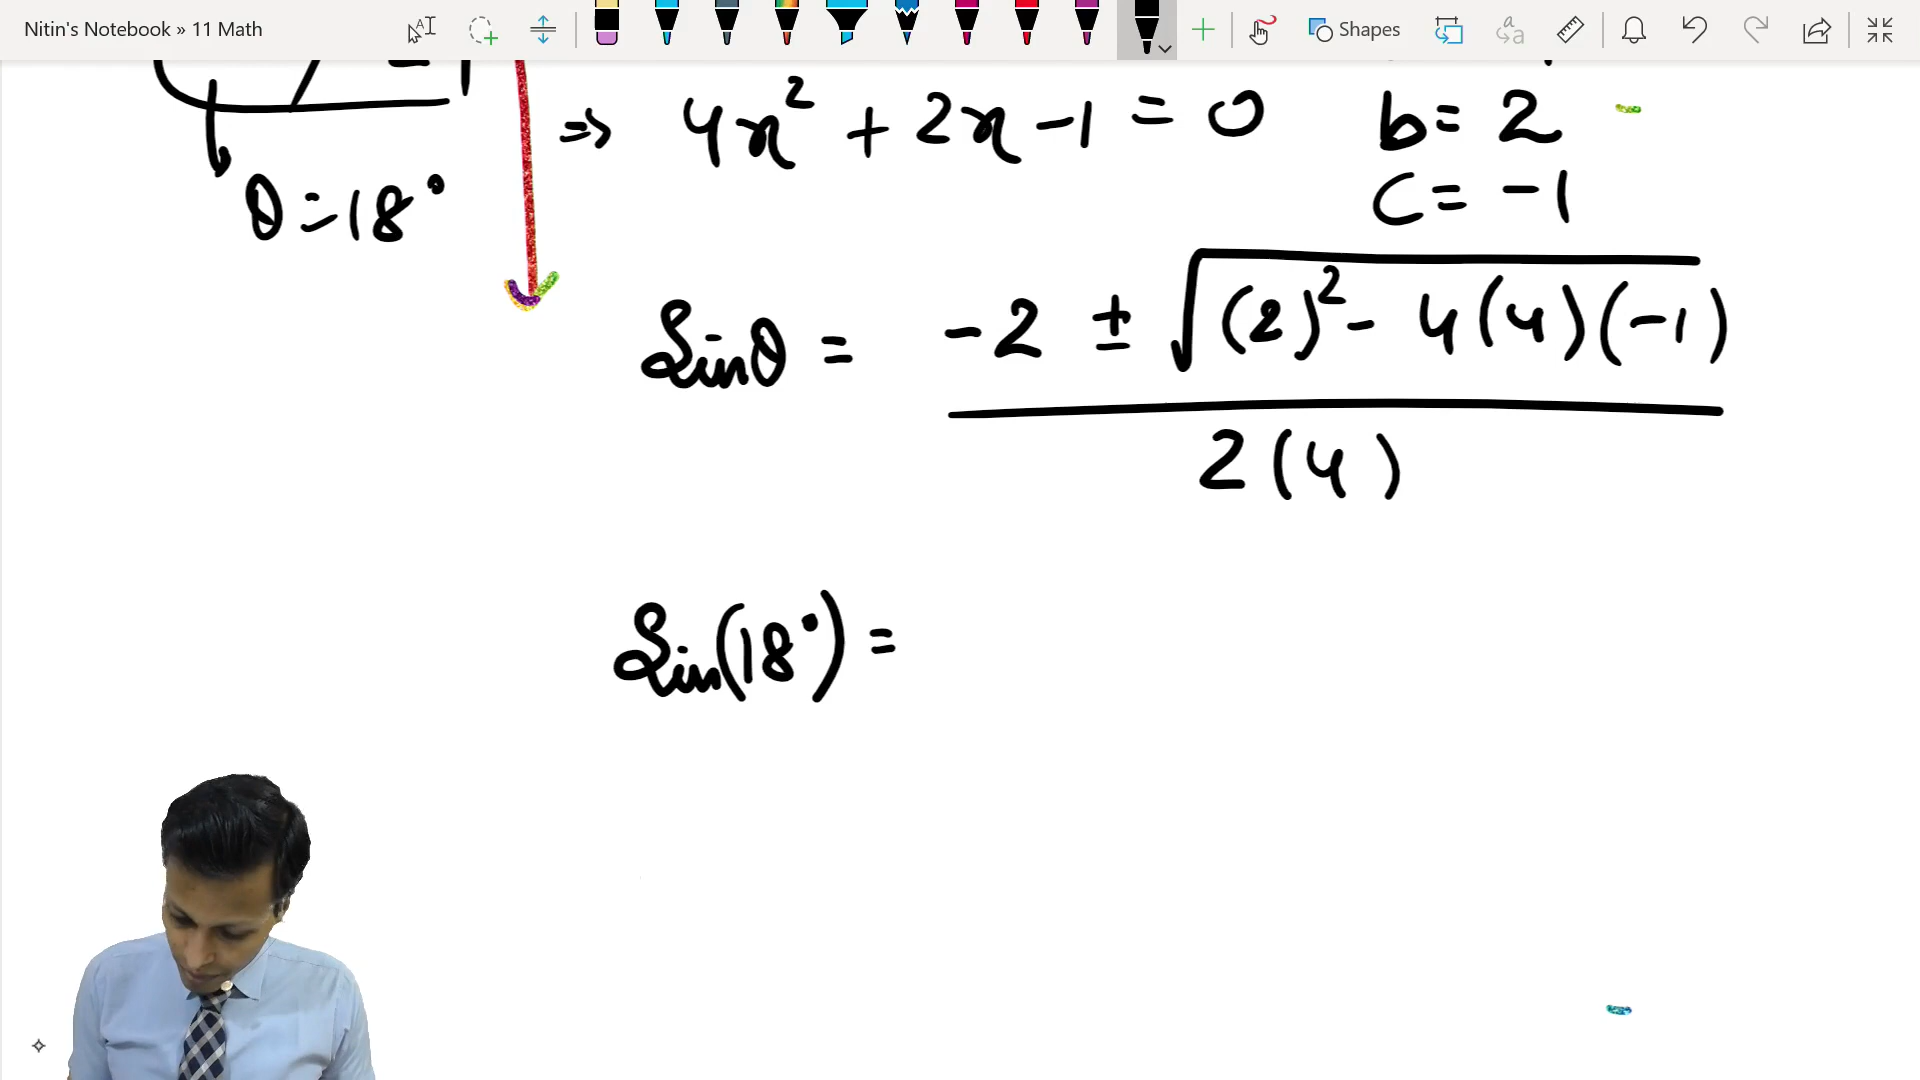 Nitin's Notebook » 11 Math
Shapes
⇒ 4x² + 2x - 1 = 0
b = 2
c = -1
θ = 18°
Sinθ = -2 ± √(2)² - 4(4)(-1)
2(4)
Sin(18°) =